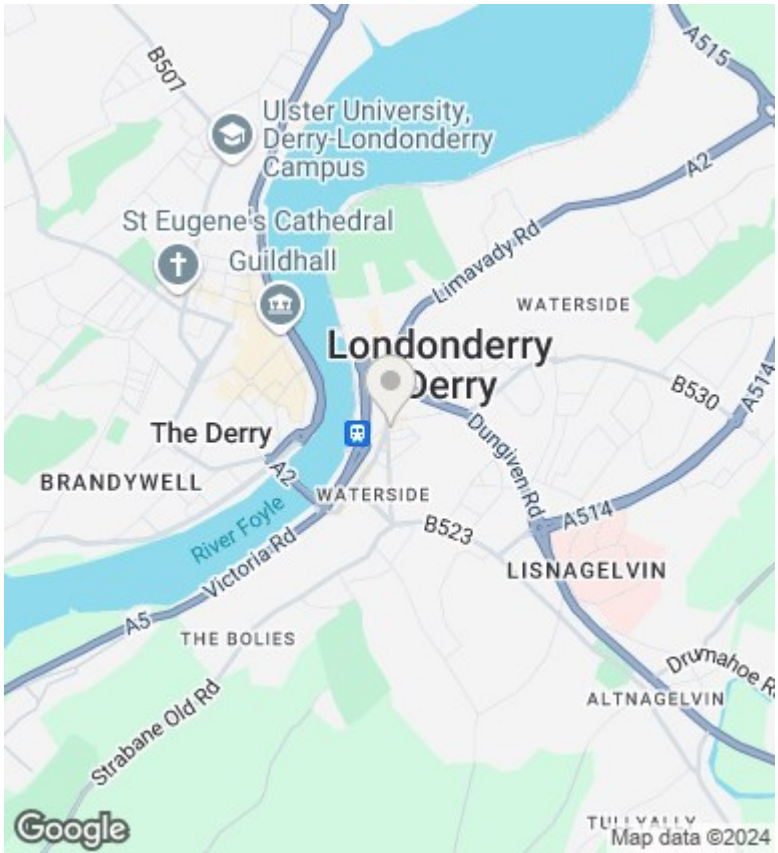 B507
A515
Ulster University,
Derry-Londonderry
Campus
A2
St Eugene's Cathedral
Guildhall
Limavady Rd
WATERSIDE
Londonderry
Derry
B530
A514
The Derry
Dungiven Rd
BRANDYWELL
A2
WATERSIDE
River Foyle
Victoria Rd
B523
A514
LISNAGELVIN
A5
THE BOLIES
Drumahoe R
ALTNAGELVIN
Strabane Old Rd
TULLYALLY
Google
Map data ©2024